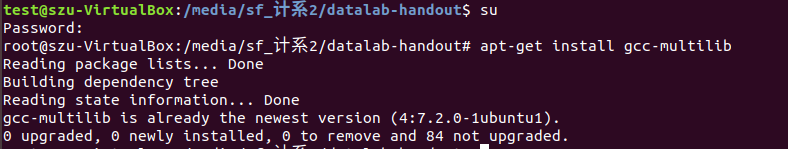 test@szu-VirtualBox:/media/sf_计系2/datalab-handout$ su
Password:
root@szu-VirtualBox:/media/sf_计系2/datalab-handout# apt-get install gcc-multilib
Reading package lists... Done
Building dependency tree
Reading state information... Done
gcc-multilib is already the newest version (4:7.2.0-1ubuntu1).
0 upgraded, 0 newly installed, 0 to remove and 84 not upgraded.